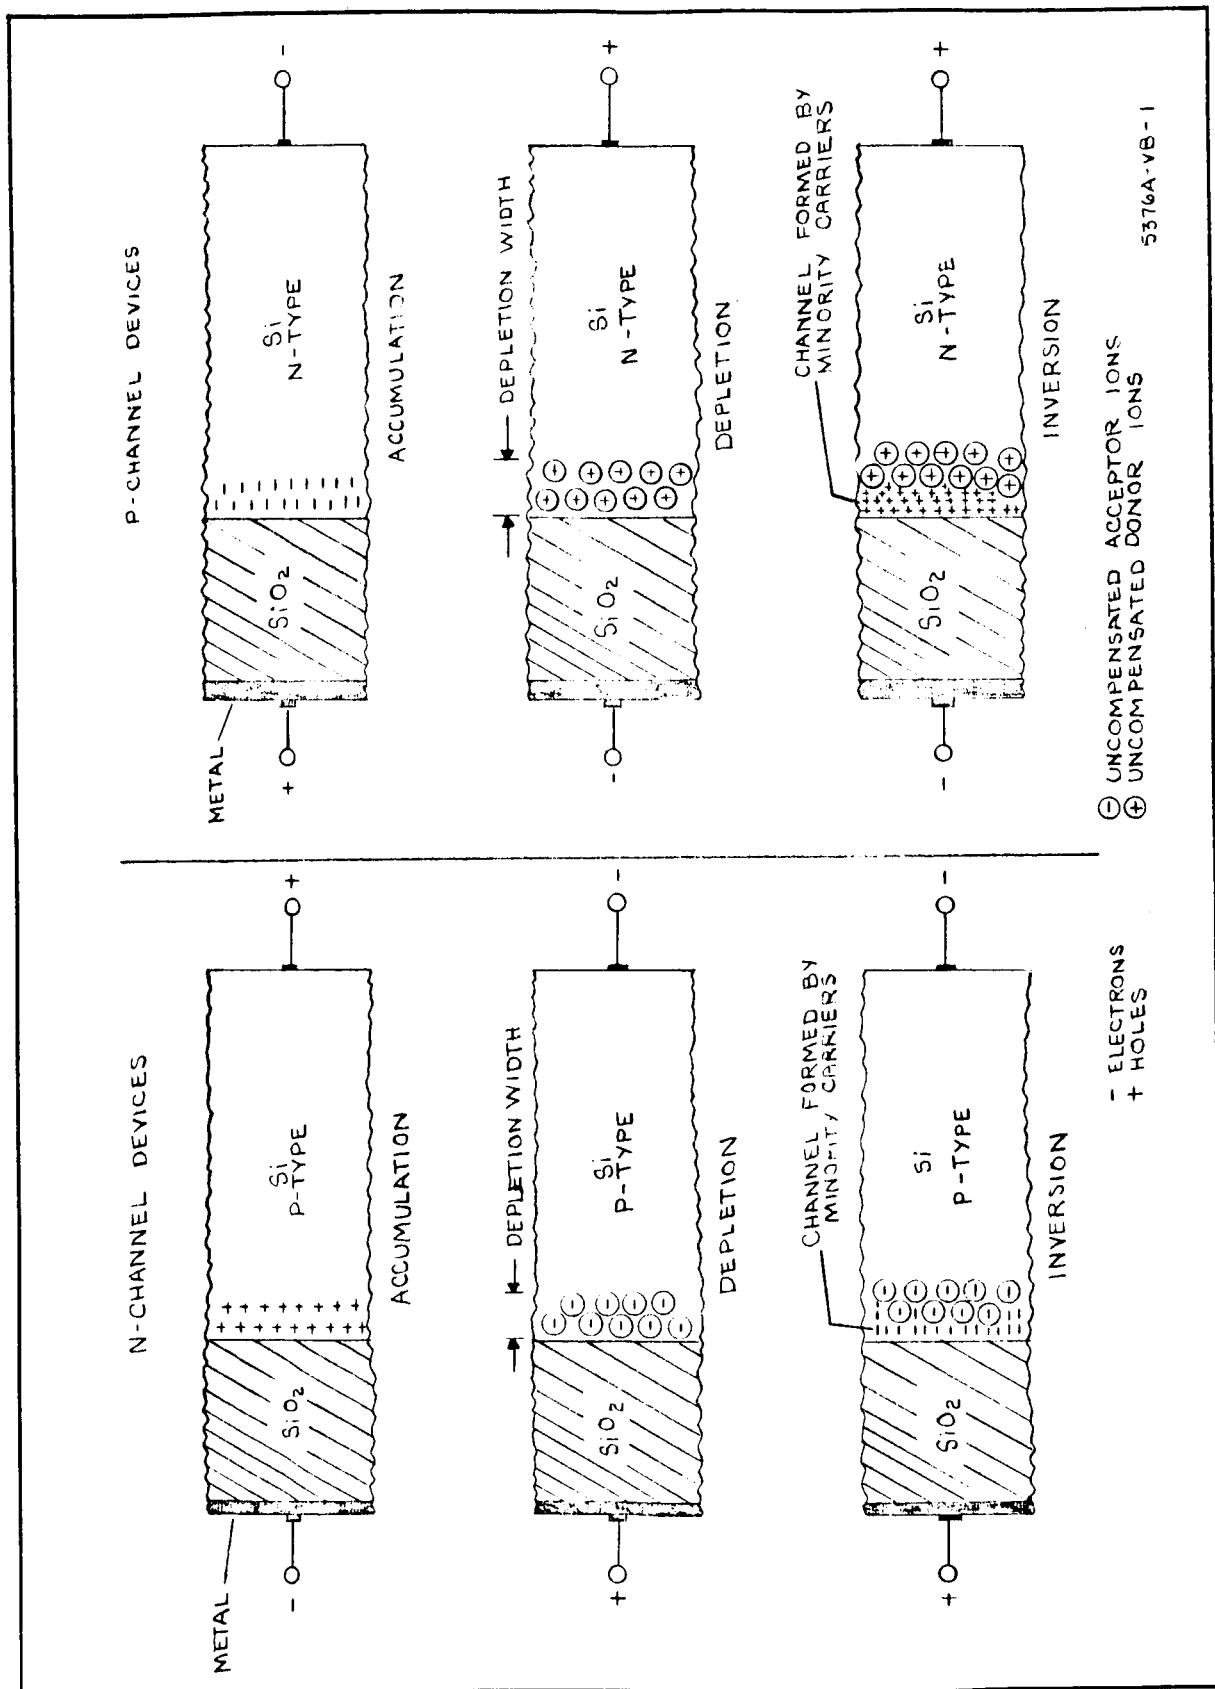 N-CHANNEL DEVICES
METAL
-
SiO2
+ + + + + + + +
+ + + + + + + +
Si
P-TYPE
+
ACCUMULATION
DEPLETION WIDTH
+
SiO2
Si
P-TYPE
-
DEPLETION
CHANNEL FORMED BY
MINORITY CARRIERS
+
SiO2
Si
P-TYPE
-
INVERSION
- ELECTRONS
+ HOLES
P-CHANNEL DEVICES
METAL
+
SiO2
Si
N-TYPE
-
ACCUMULATION
DEPLETION WIDTH
-
SiO2
Si
N-TYPE
+
DEPLETION
CHANNEL FORMED BY
MINORITY CARRIERS
-
SiO2
Si
N-TYPE
+
INVERSION
⊖ UNCOMPENSATED ACCEPTOR IONS
⊕ UNCOMPENSATED DONOR IONS
5376A-VB-1